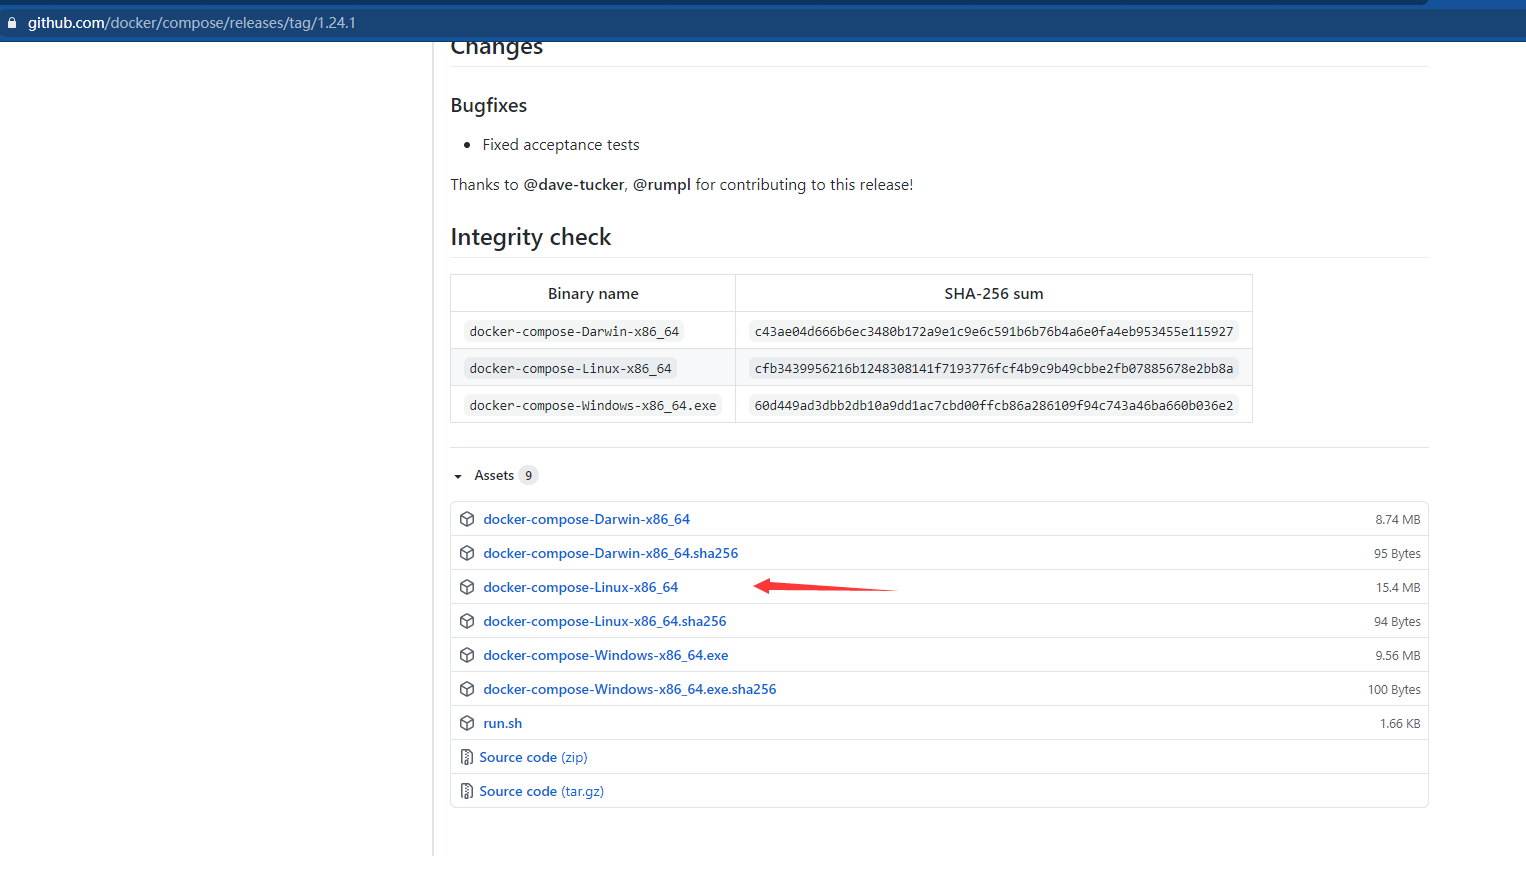 github.com/docker/compose/releases/tag/1.24.1
Changes
Bugfixes
Fixed acceptance tests
Thanks to @dave-tucker, @rumpl for contributing to this release!
Integrity check
Binary name SHA-256 sum
docker-compose-Darwin-x86_64 c43ae04d666b6ec3480b172a9e1c9e6c591b6b76b4a6e0fa4eb953455e115927
docker-compose-Linux-x86_64 cfb3439956216b1248308141f7193776fcf4b9c9b49cbbe2fb07885678e2bb8a
docker-compose-Windows-x86_64.exe 60d449ad3dbb2db10a9dd1ac7cbd00ffcb86a286109f94c743a46ba660b036e2
Assets 9
docker-compose-Darwin-x86_64 8.74 MB
docker-compose-Darwin-x86_64.sha256 95 Bytes
docker-compose-Linux-x86_64 15.4 MB
docker-compose-Linux-x86_64.sha256 94 Bytes
docker-compose-Windows-x86_64.exe 9.56 MB
docker-compose-Windows-x86_64.exe.sha256 100 Bytes
run.sh 1.66 KB
Source code (zip)
Source code (tar.gz)